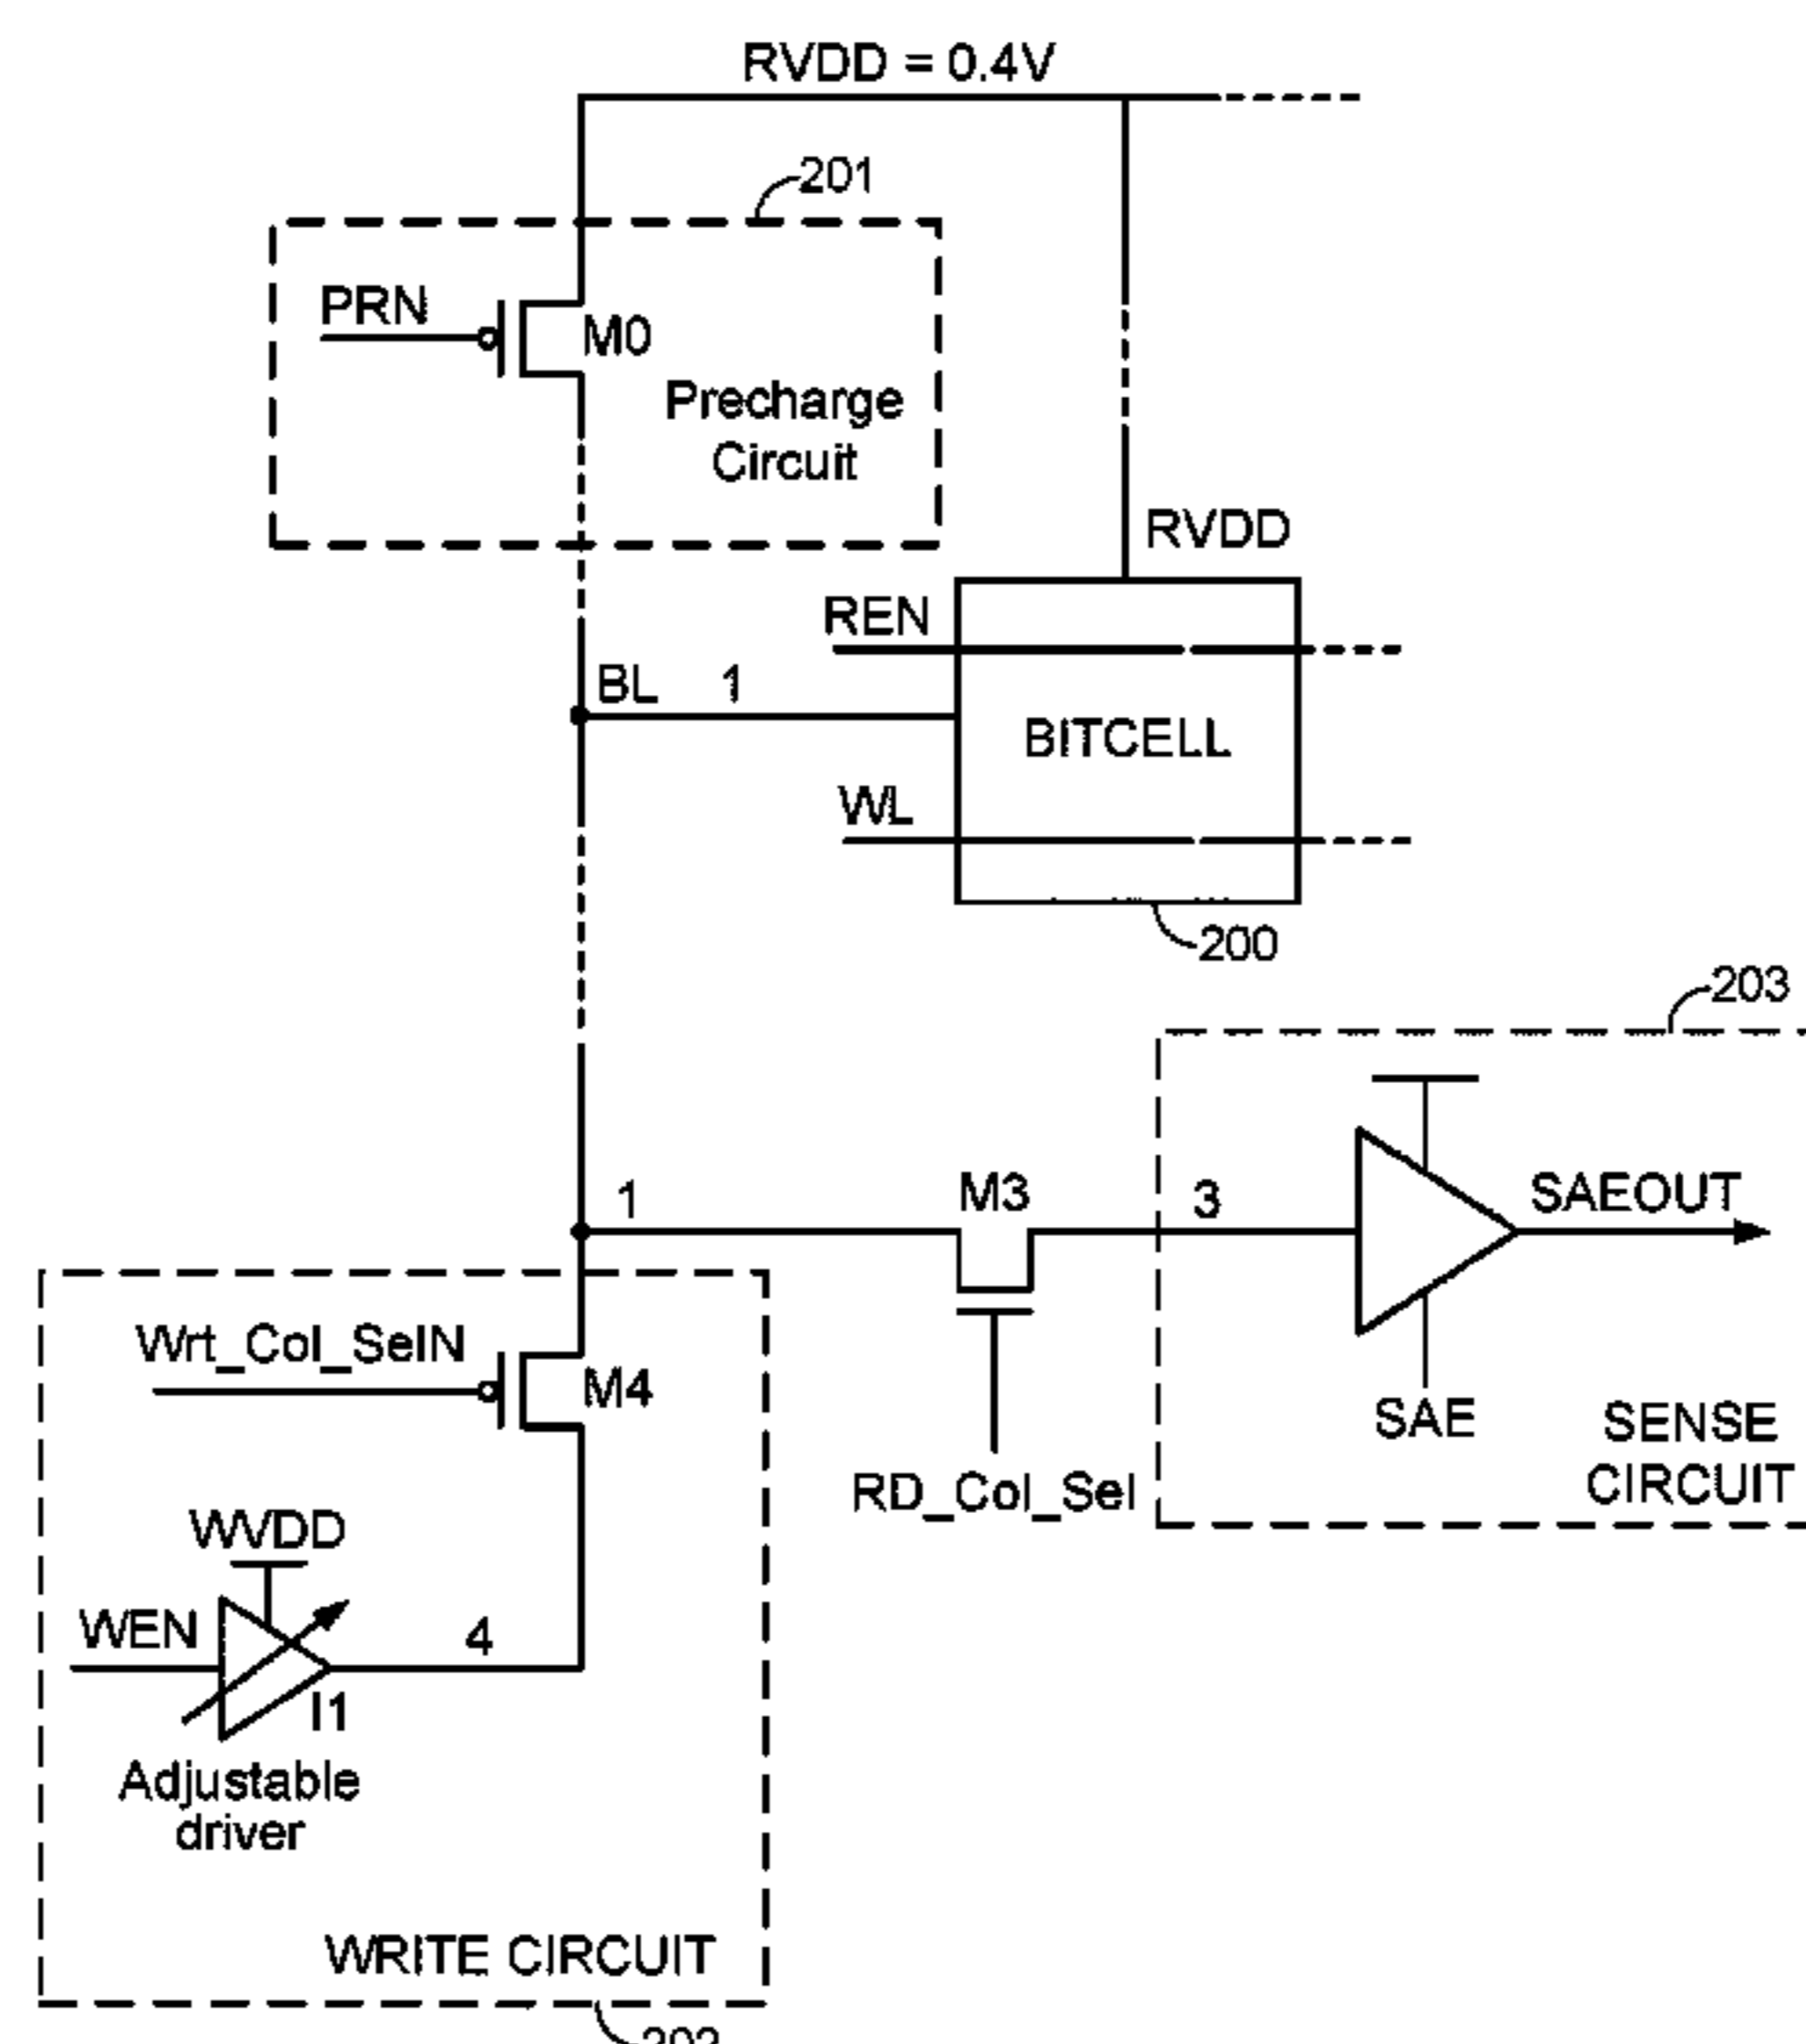 RVDD = 0.4V
201
PRN
M0
Precharge
Circuit
RVDD
REN
BL 1
BITCELL
WL
200
203
1
M3
3
SAEOUT
Wrt_Col_SelN
M4
SAE
SENSE
CIRCUIT
RD_Col_Sel
WVDD
WEN
4
I1
Adjustable
driver
WRITE CIRCUIT